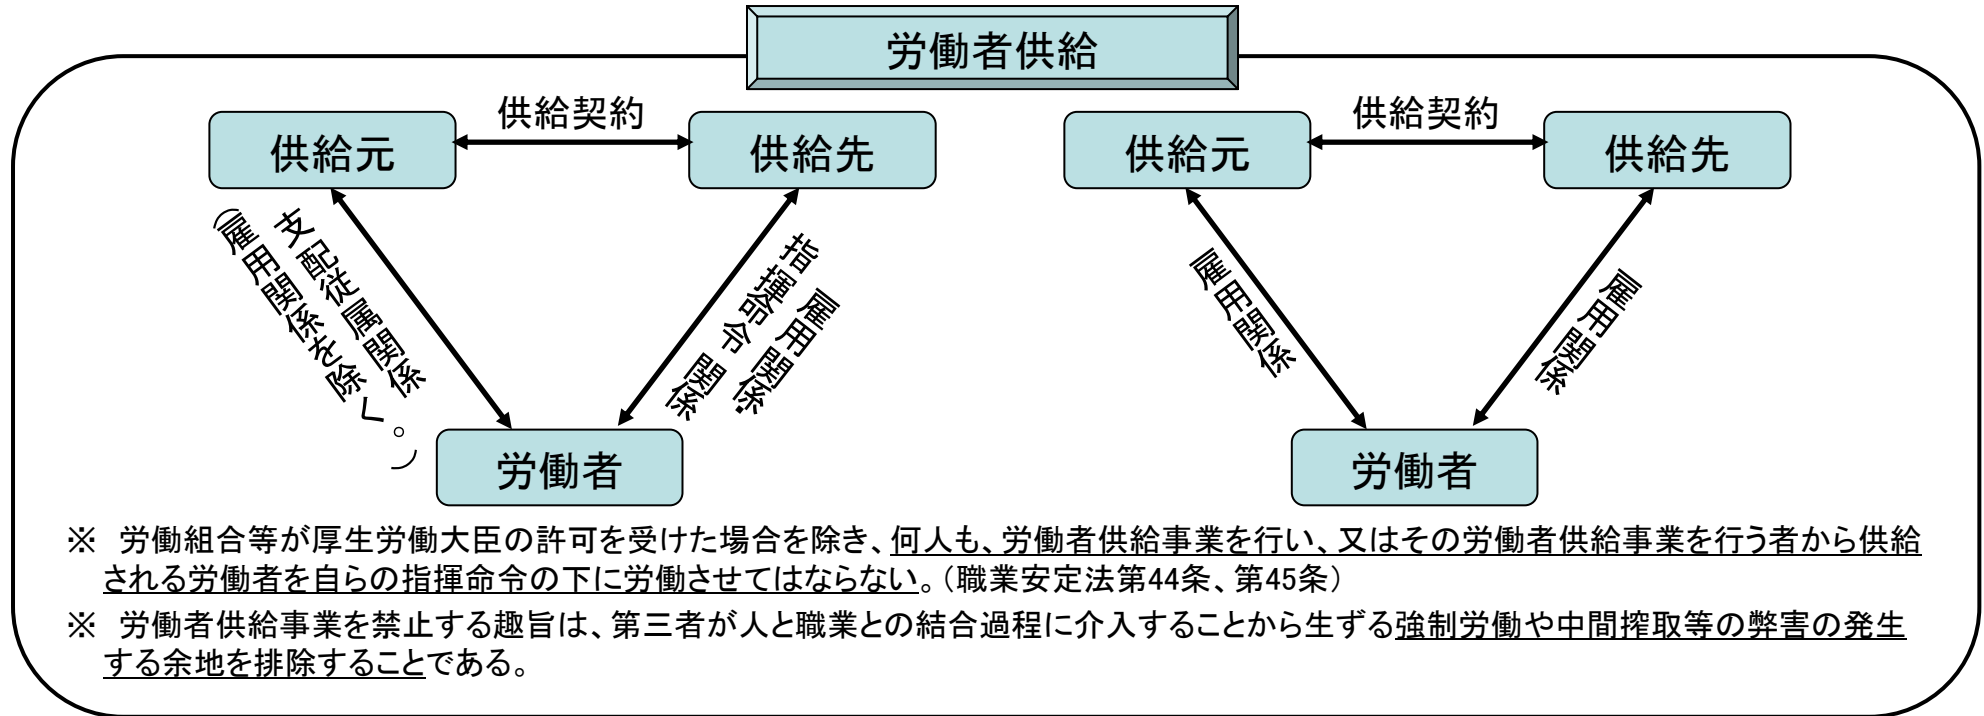 労働者供給
供給契約
供給元
供給先
支配従属関係
（雇用関係を除く。）
雇用関係・
指揮命令 関係
労働者
供給契約
供給元
供給先
雇用関係
雇用関係
労働者
※ 労働組合等が厚生労働大臣の許可を受けた場合を除き、何人も、労働者供給事業を行い、又はその労働者供給事業を行う者から供給
される労働者を自らの指揮命令の下に労働させてはならない。（職業安定法第44条、第45条）
※ 労働者供給事業を禁止する趣旨は、第三者が人と職業との結合過程に介入することから生ずる強制労働や中間搾取等の弊害の発生
する余地を排除することである。